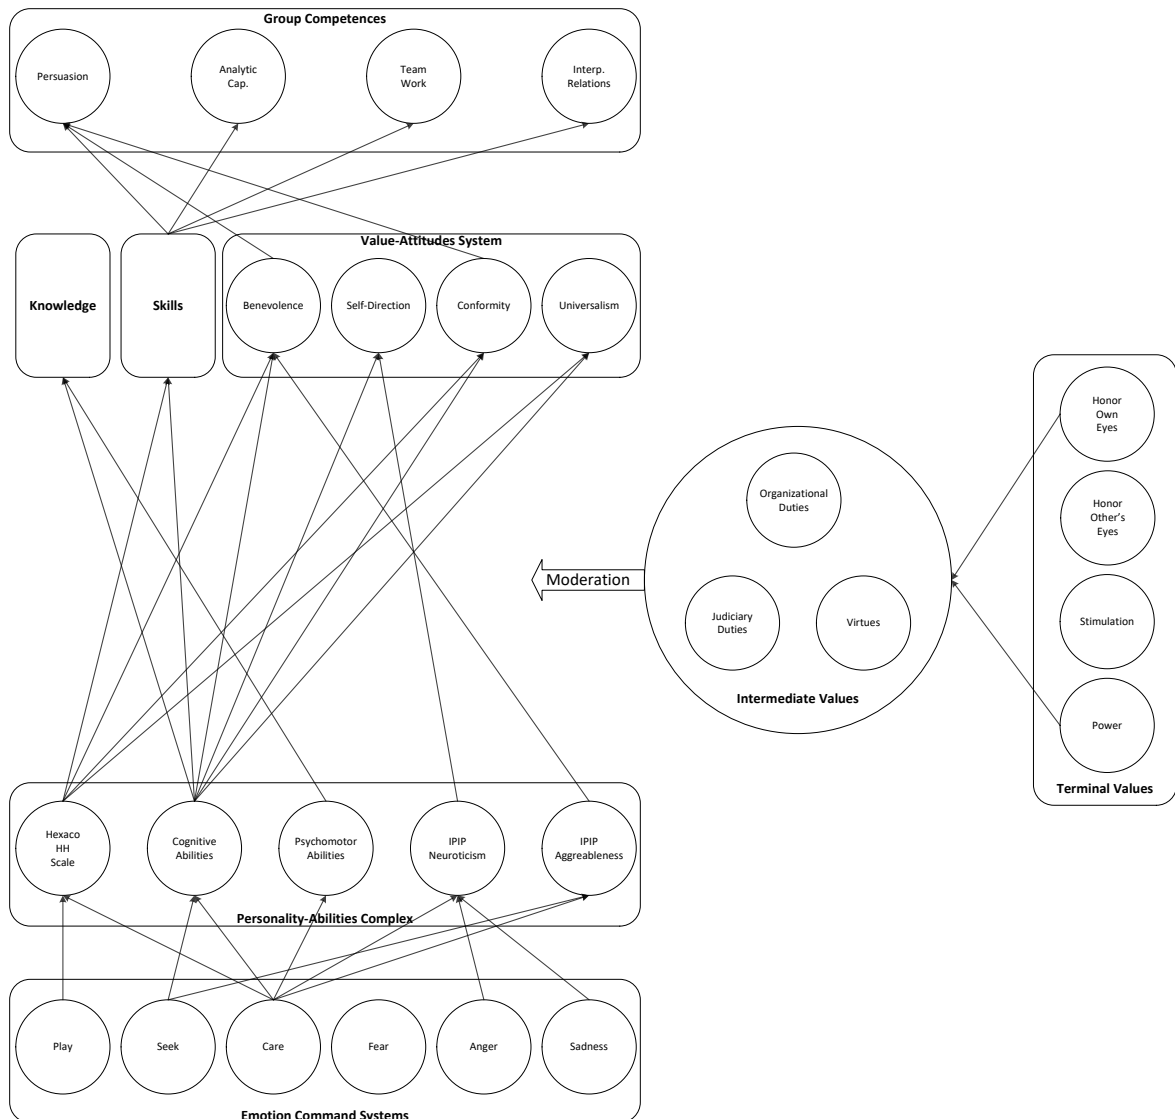 Group Competences
Persuasion
Analytic
Cap.
Team
Work
Interp.
Relations
Value-Attitudes System
Knowledge
Skills
Benevolence
Self-Direction
Conformity
Universalism
Honor
Own
Eyes
Honor
Other's
Eyes
Stimulation
Power
Terminal Values
Organizational
Duties
Judiciary
Duties
Virtues
Intermediate Values
Moderation
Hexaco
HH
Scale
Cognitive
Abilities
Psychomotor
Abilities
IPIP
Neuroticism
IPIP
Aggreableness
Personality-Abilities Complex
Play
Seek
Care
Fear
Anger
Sadness
Emotion Command Systems